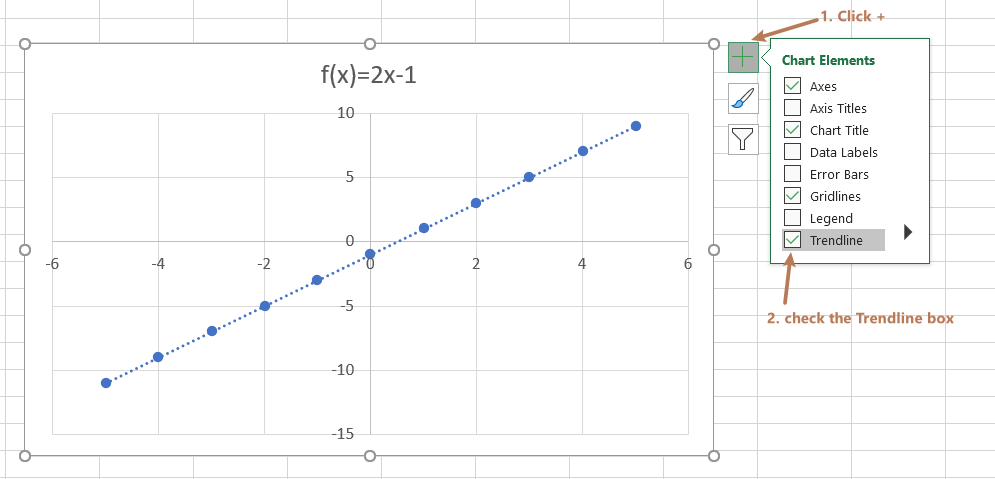 1. Click +
Chart Elements
Axes
Axis Titles
Chart Title
Data Labels
Error Bars
Gridlines
Legend
Trendline
2. check the Trendline box
f(x)=2x-1
10
5
0
-6 -4 -2 0 2 4 6
-5
-10
-15